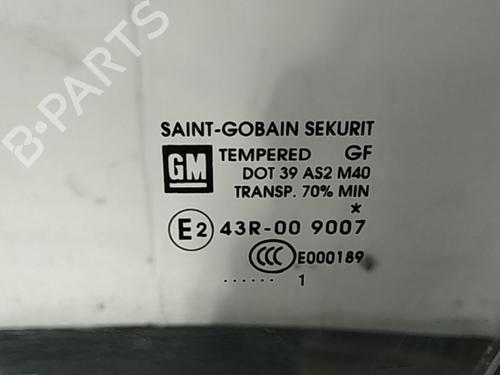 B-PARTS
SAINT-GOBAIN SEKURIT
GM TEMPERED GF
DOT 39 AS2 M40
TRANSP. 70% MIN
*
E2 43R-00 9007
CCC E000189
...... 1